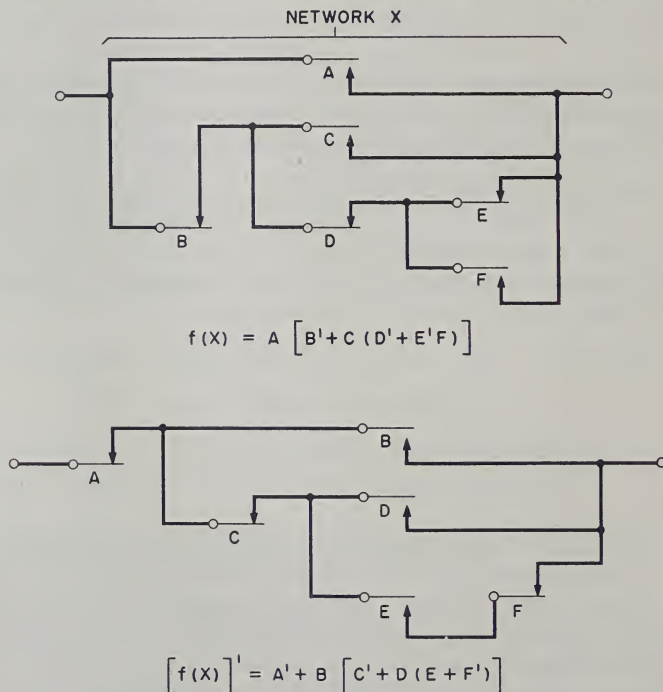 NETWORK X
A
C
B
D
E
F
f(X) = A [B' + C (D' + E'F)]
B
A
D
C
E
F
[f(X)]' = A' + B [C' + D (E + F')]